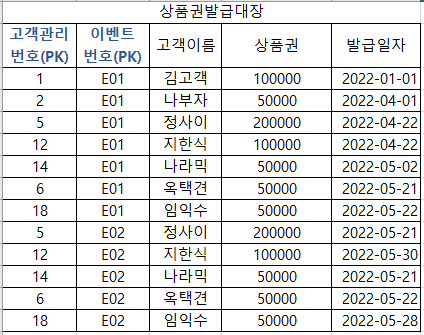 상품권발급대장
고객관리 번호(PK) 이벤트 번호(PK) 고객이름 상품권 발급일자
1 E01 김고객 100000 2022-01-01
2 E01 나부자 50000 2022-04-01
5 E01 정사이 200000 2022-04-22
12 E01 지한식 100000 2022-04-22
14 E01 나라믹 50000 2022-05-02
6 E01 옥택견 50000 2022-05-21
18 E01 임익수 50000 2022-05-22
5 E02 정사이 200000 2022-05-21
12 E02 지한식 100000 2022-05-30
14 E02 나라믹 50000 2022-05-21
6 E02 옥택견 50000 2022-05-22
18 E02 임익수 50000 2022-05-28